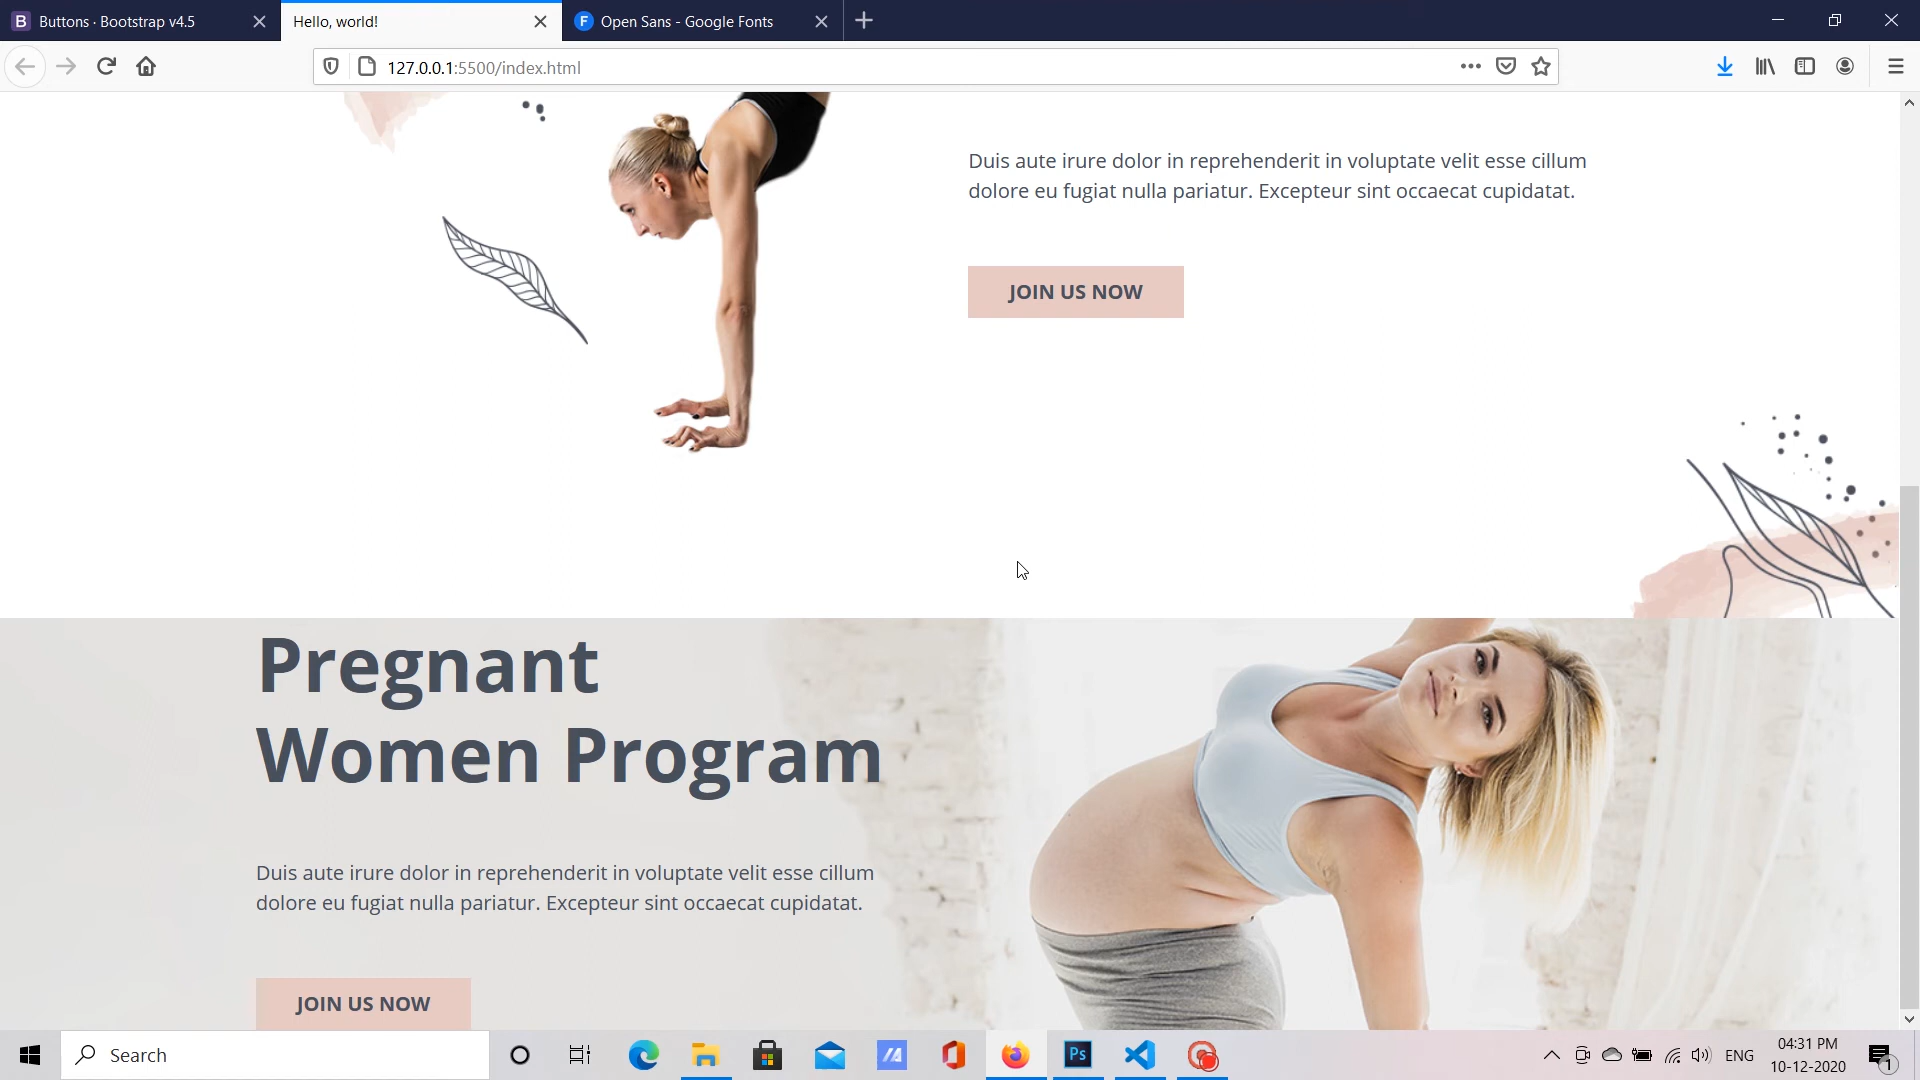 Buttons · Bootstrap v4.5
Hello, world!
Open Sans - Google Fonts
127.0.0.1:5500/index.html
Duis aute irure dolor in reprehenderit in voluptate velit esse cillum
dolore eu fugiat nulla pariatur. Excepteur sint occaecat cupidatat.
JOIN US NOW
Pregnant
Women Program
Duis aute irure dolor in reprehenderit in voluptate velit esse cillum
dolore eu fugiat nulla pariatur. Excepteur sint occaecat cupidatat.
JOIN US NOW
Search
Ps
ENG
04:31 PM
10-12-2020
1